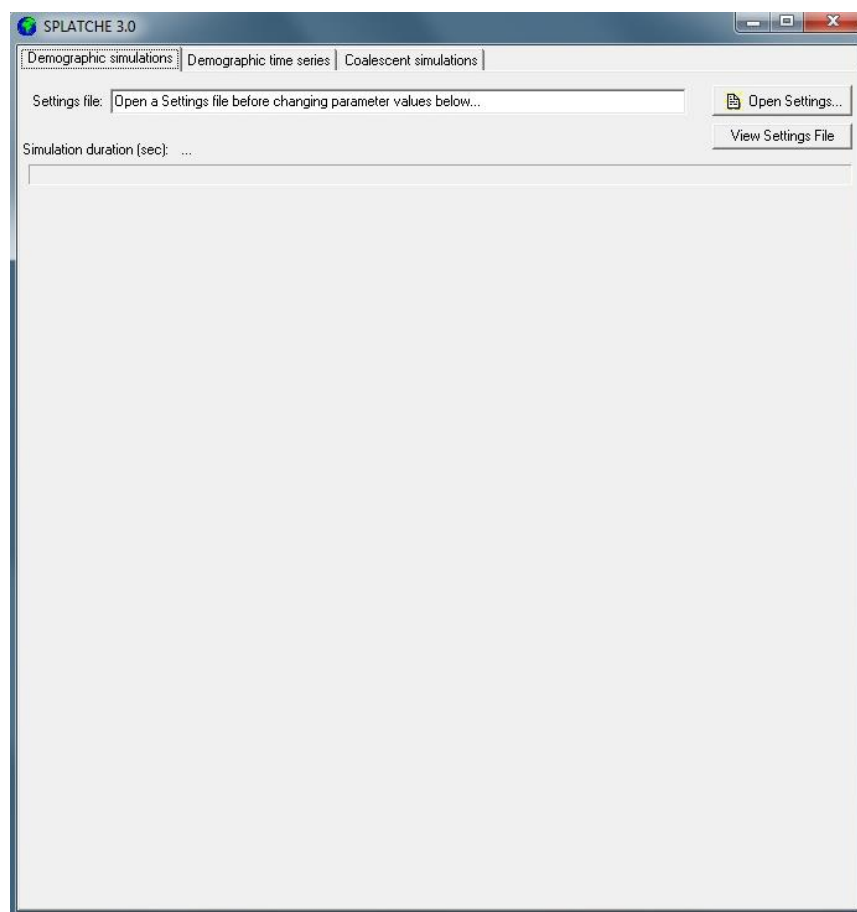 SPLATCHE 3.0
Demographic simulations Demographic time series Coalescent simulations
Settings file: Open a Settings file before changing parameter values below... Open Settings...
View Settings File
Simulation duration (sec): ...